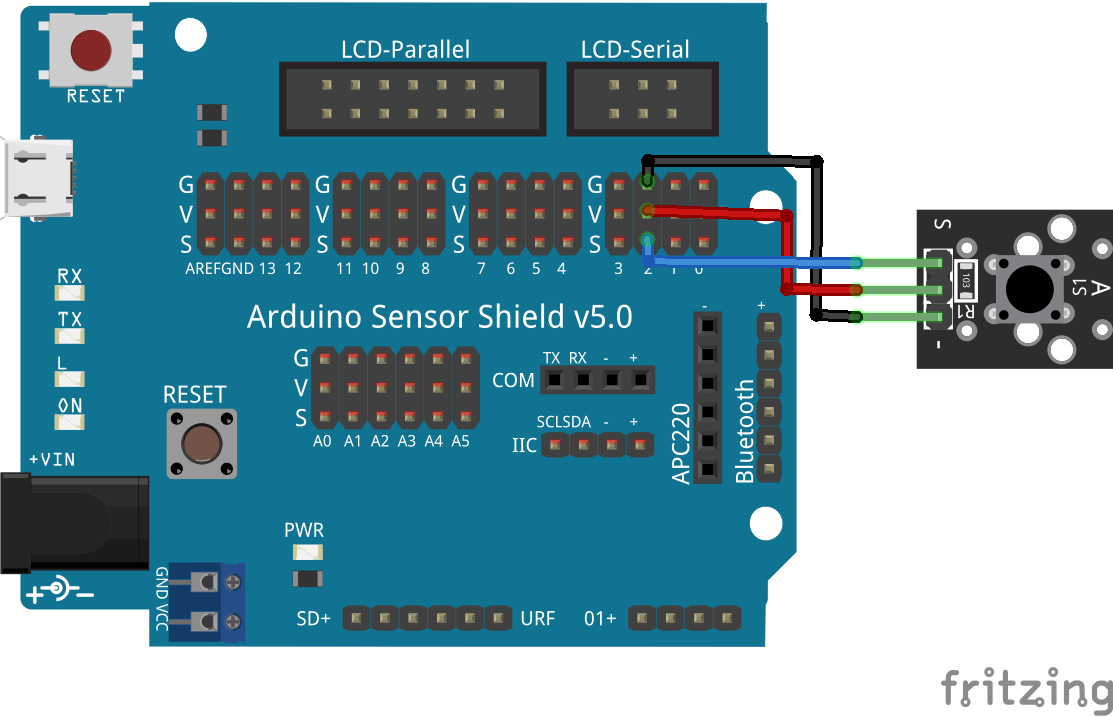 RESET
LCD-Parallel
LCD-Serial
G G G G
V V V V
S S S S
AREF GND 13 12 11 10 9 8 7 6 5 4 3 2 1 0
S
103
R1
S1
A
-
RX
TX
L
ON
Arduino Sensor Shield v5.0
- +
G
V
S
A0 A1 A2 A3 A4 A5
TX RX - +
COM
SCL SDA - +
IIC
APC220
Bluetooth
RESET
+VIN
PWR
GND VCC
+ -
SD+ URF 01+
fritzing